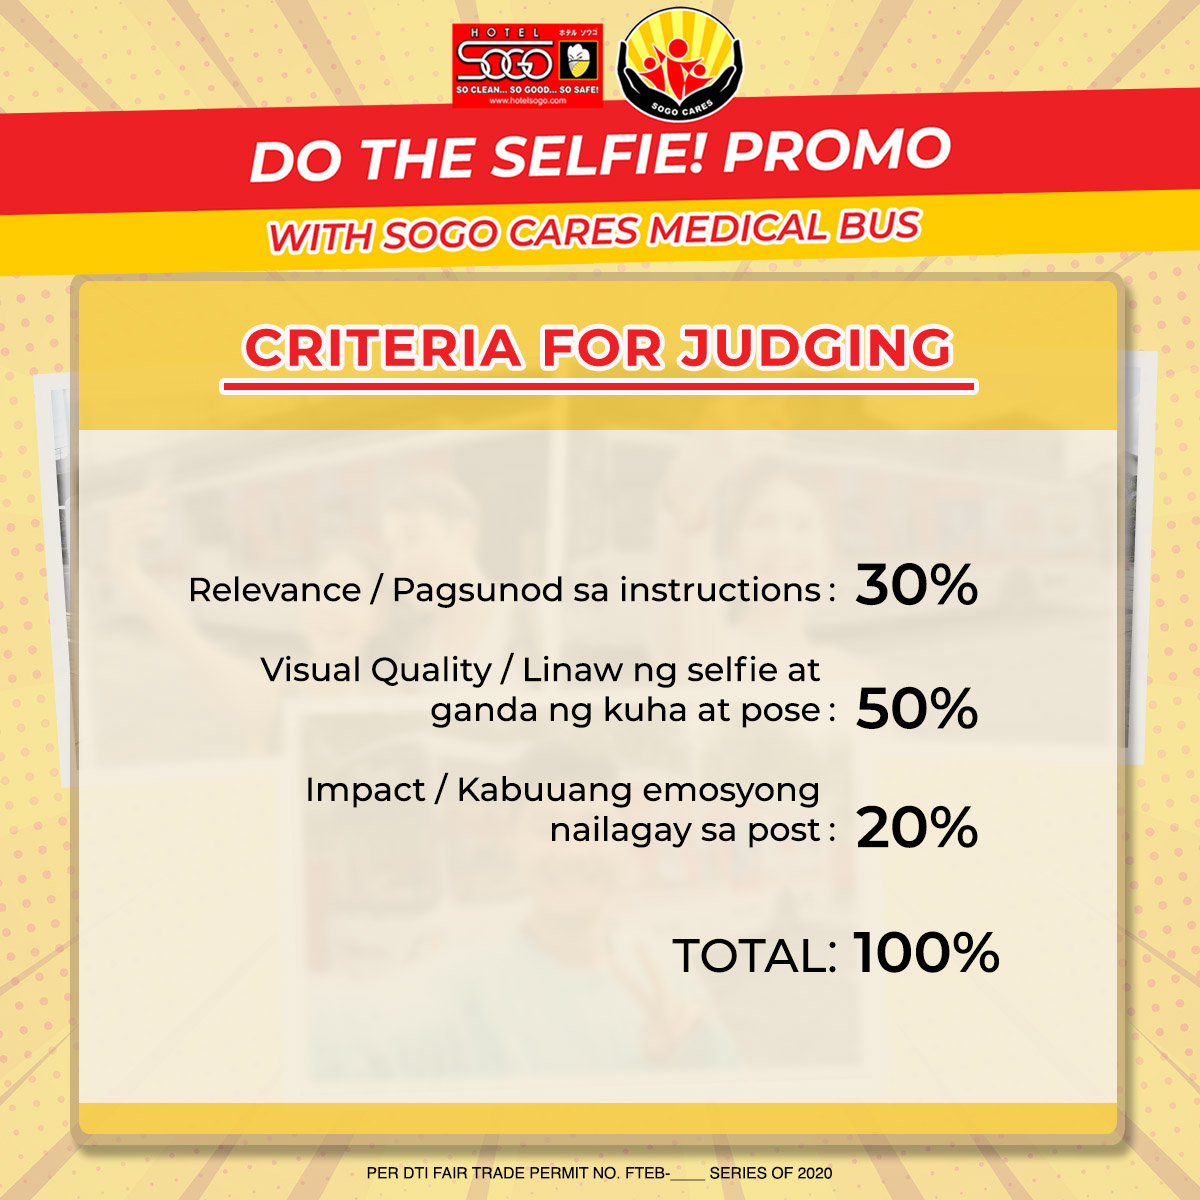 HOTEL ホテル ソウゴ
SOGO
SO CLEAN... SO GOOD... SO SAFE!
www.hotelsogo.com
SOGO CARES
DO THE SELFIE! PROMO
WITH SOGO CARES MEDICAL BUS
CRITERIA FOR JUDGING
Relevance / Pagsunod sa instructions : 30%
Visual Quality / Linaw ng selfie at
ganda ng kuha at pose : 50%
Impact / Kabuuang emosyong
nailagay sa post : 20%
TOTAL: 100%
PER DTI FAIR TRADE PERMIT NO. FTEB-____ SERIES OF 2020